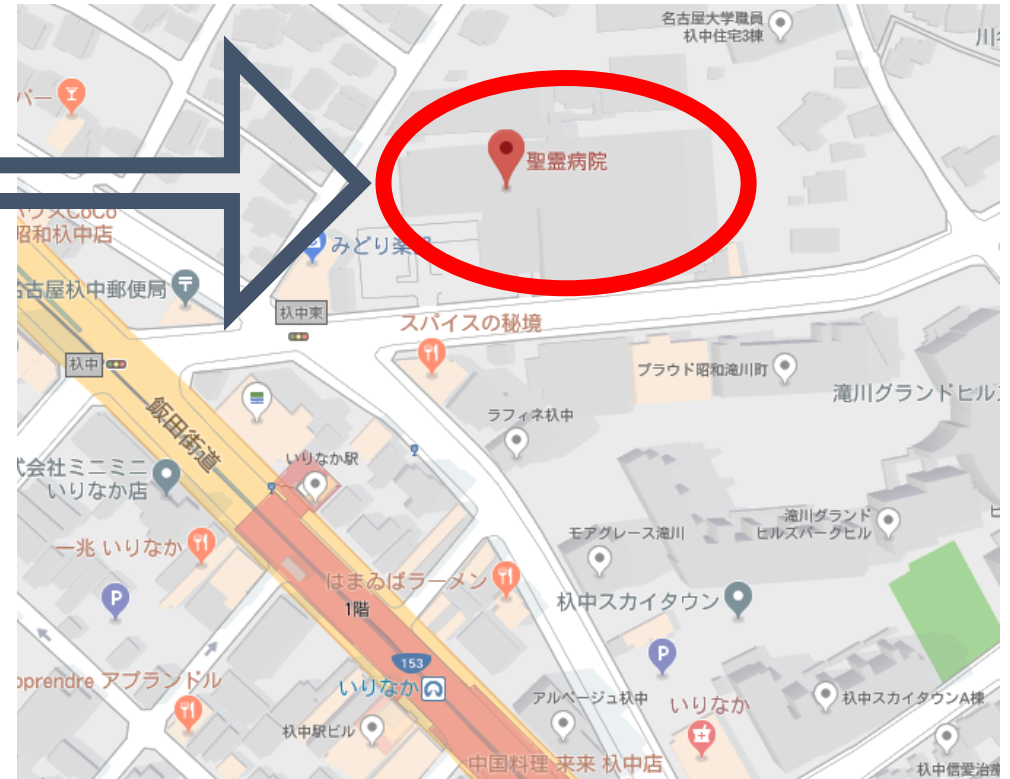 名古屋大学職員
杁中住宅3棟
バー
聖霊病院
ハウスCoCo
昭和杁中店
みどり薬局
名古屋杁中郵便局
杁中東
スパイスの秘境
杁中
プラウド昭和滝川町
滝川グランドヒル
飯田街道
ラフィネ杁中
いりなか駅
式会社ミニミニ
いりなか店
滝川グランド
ヒルズパークヒル
モアグレース滝川
一兆 いりなか
はまゐばラーメン
1階
P
杁中スカイタウン
153
P
いりなか
pprendre アプランドル
アルベージュ杁中
いりなか
杁中スカイタウンA棟
杁中駅ビル
中国料理 来来 杁中店
杁中信愛治療